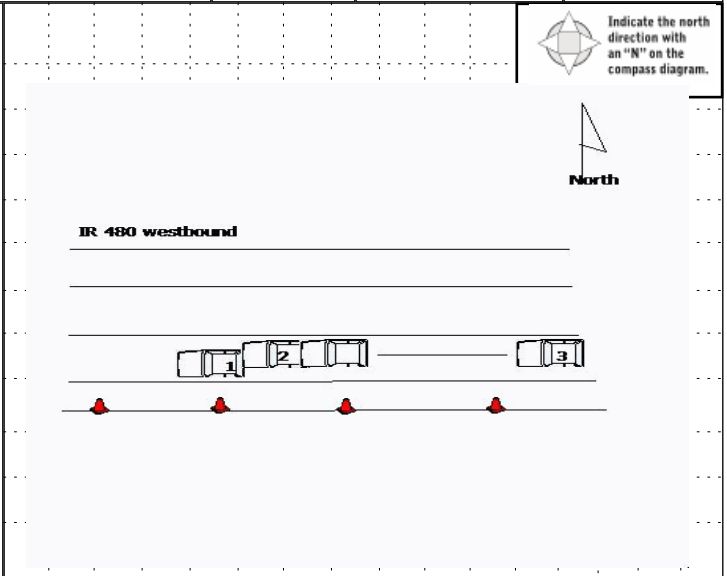 Indicate the north
direction with
an “N” on the
compass diagram.
North
IR 480 westbound
1
2
3